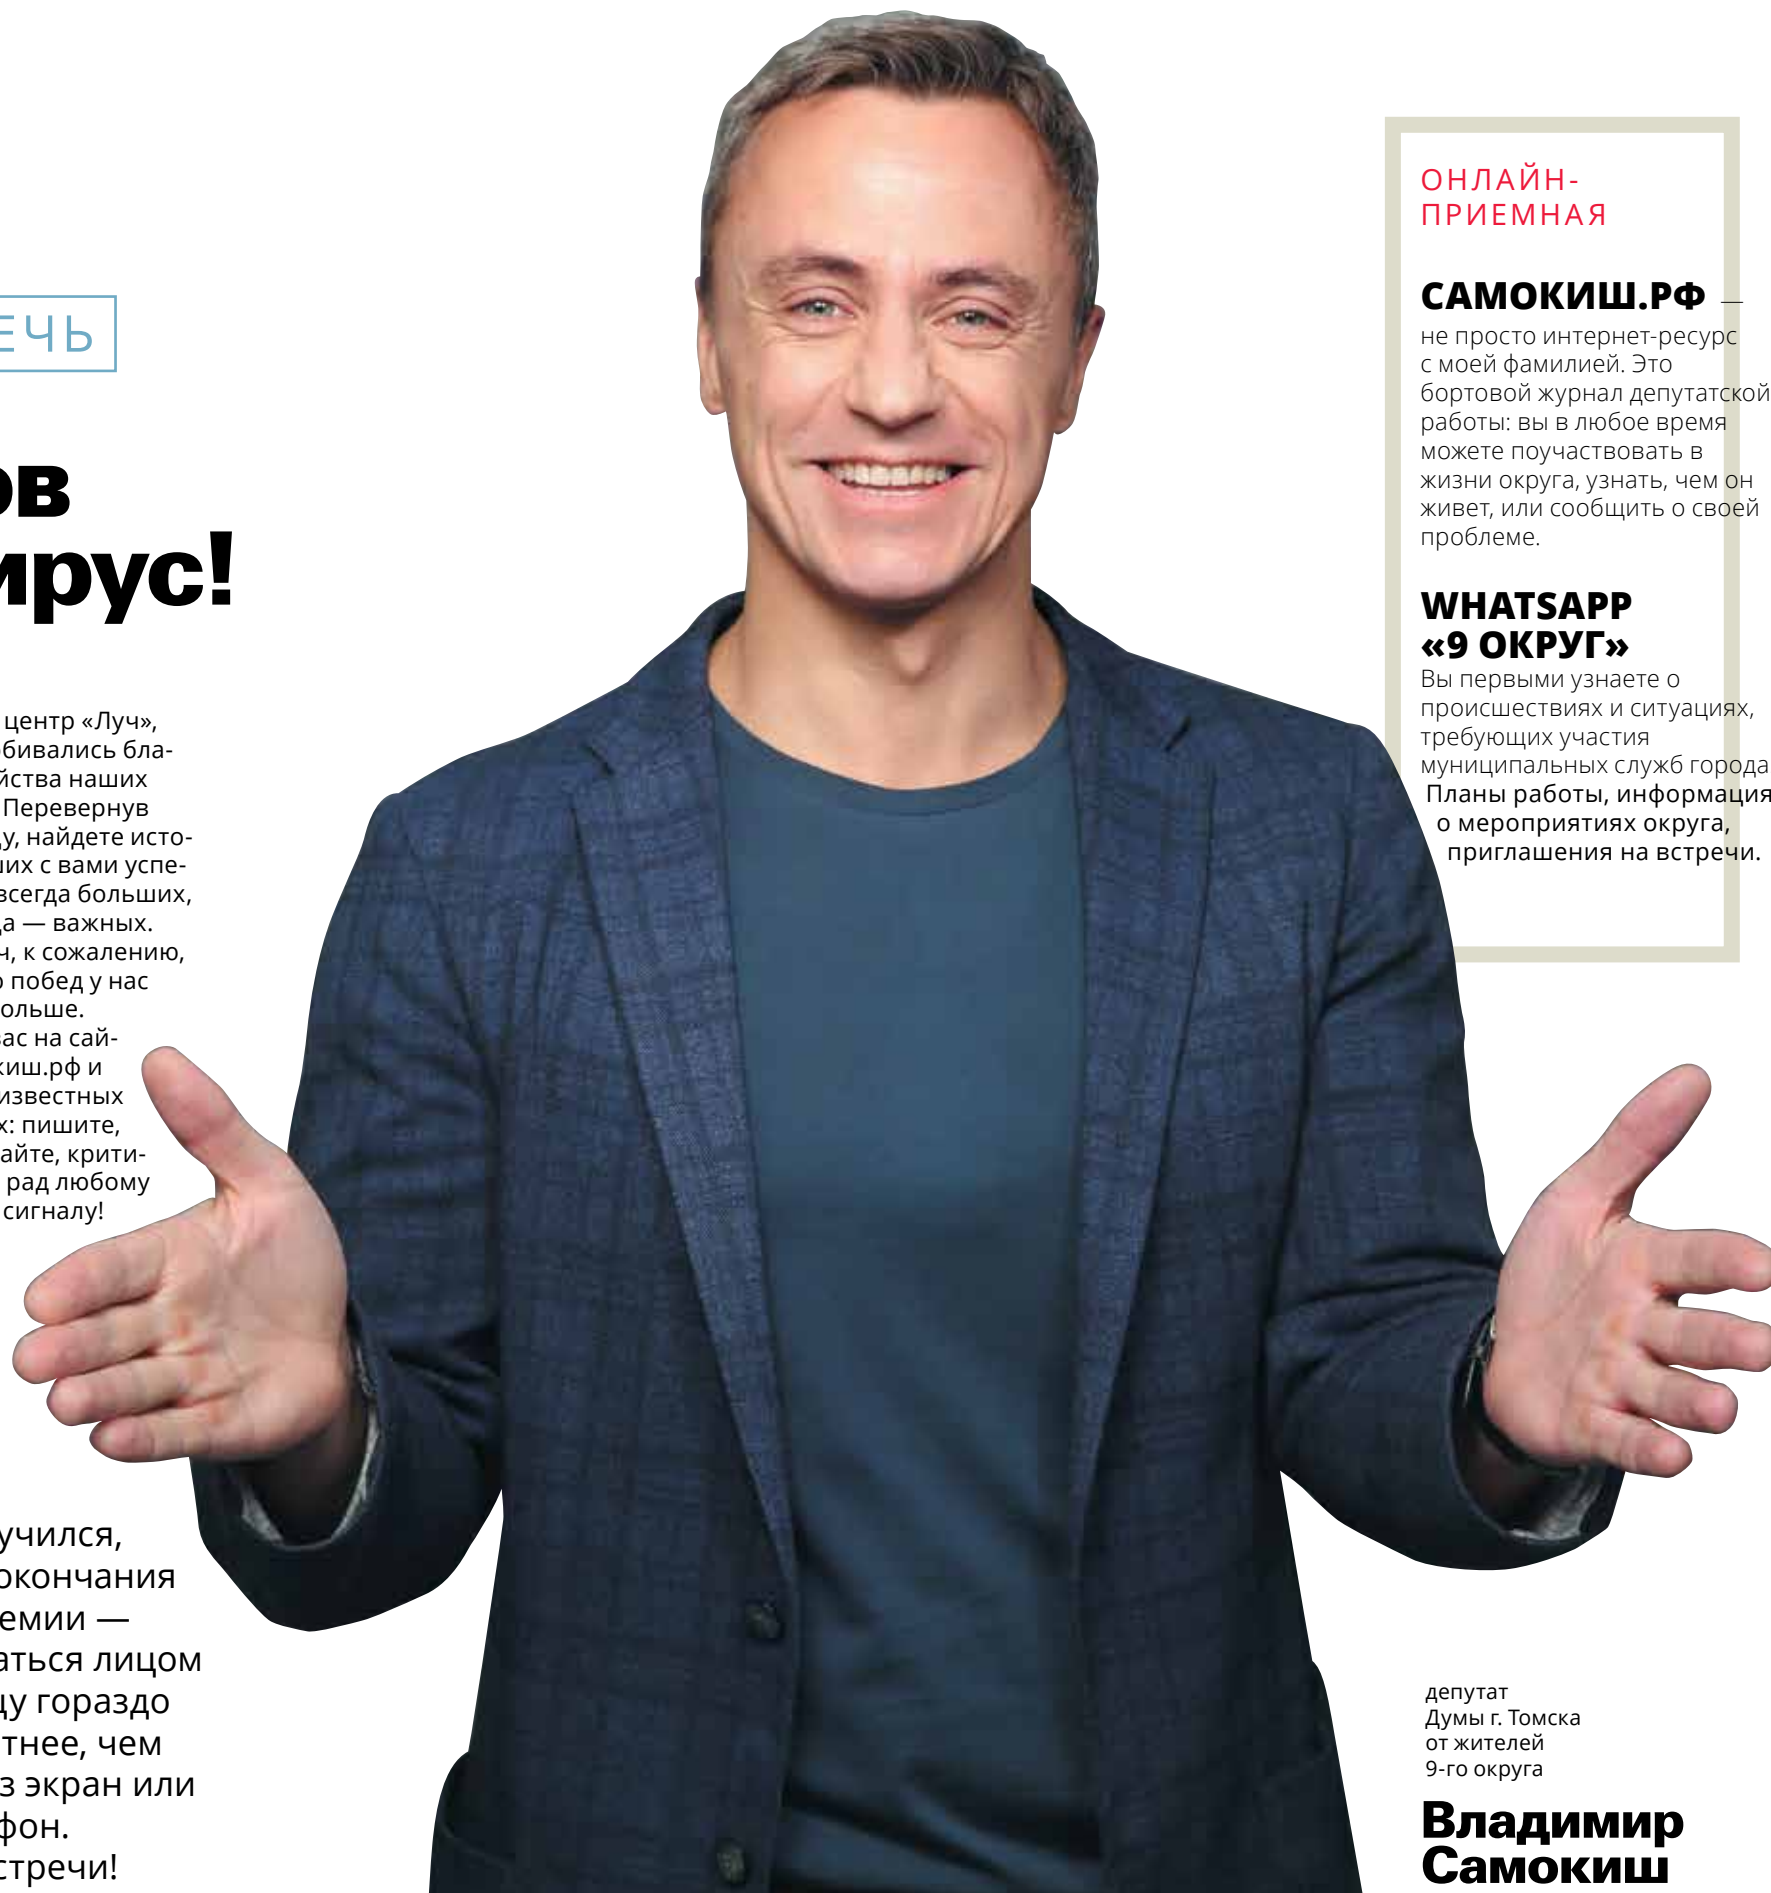 ЕЧЬ
ов
ирус!
центр «Луч»,
бивались бла-
йства наших
Перевернув
у, найдете исто-
их с вами успе-
всегда больших,
а — важных.
ч, к сожалению,
о побед у нас
ольше.
вас на сай-
киш.рф и
известных
х: пишите,
айте, крити-
рад любому
сигналу!
учился,
окончания
емии —
аться лицом
цу гораздо
тнее, чем
з экран или
фон.
стречи!
ОНЛАЙН-
ПРИЕМНАЯ
САМОКИШ.РФ —
не просто интернет-ресурс
с моей фамилией. Это
бортовой журнал депутатской
работы: вы в любое время
можете поучаствовать в
жизни округа, узнать, чем он
живет, или сообщить о своей
проблеме.
WHATSAPP
«9 ОКРУГ»
Вы первыми узнаете о
происшествиях и ситуациях,
требующих участия
муниципальных служб города
Планы работы, информация
о мероприятиях округа,
приглашения на встречи.
депутат
Думы г. Томска
от жителей
9-го округа
Владимир
Самокиш